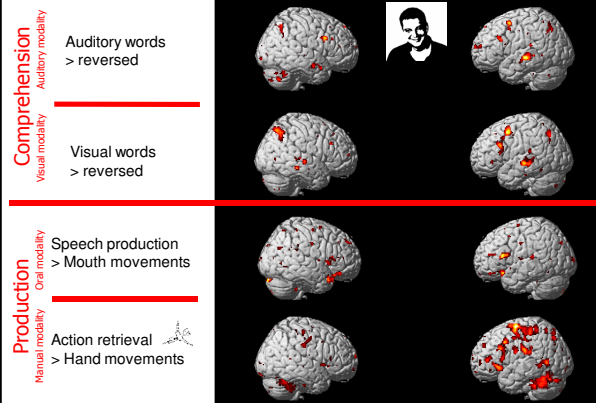 Comprehension
Auditory modality
Auditory words
> reversed
Visual modality
Visual words
> reversed
Production
Oral modality
Speech production
> Mouth movements
Manual modality
Action retrieval
> Hand movements